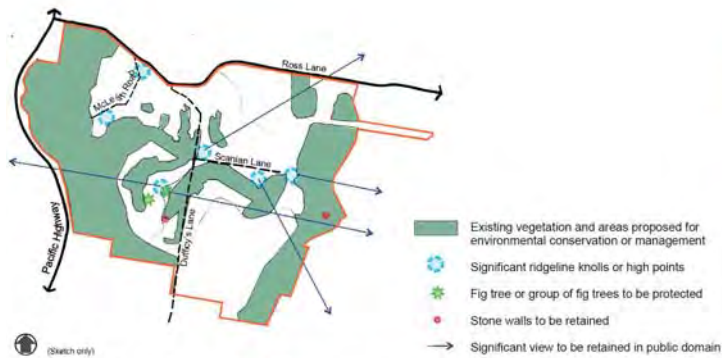 Ross Lane
McLeish Road
Scanlan Lane
Dufficy's Lane
Pacific Highway
Existing vegetation and areas proposed for
environmental conservation or management
Significant ridgeline knolls or high points
Fig tree or group of fig trees to be protected
Stone walls to be retained
Significant view to be retained in public domain
(Sketch only)